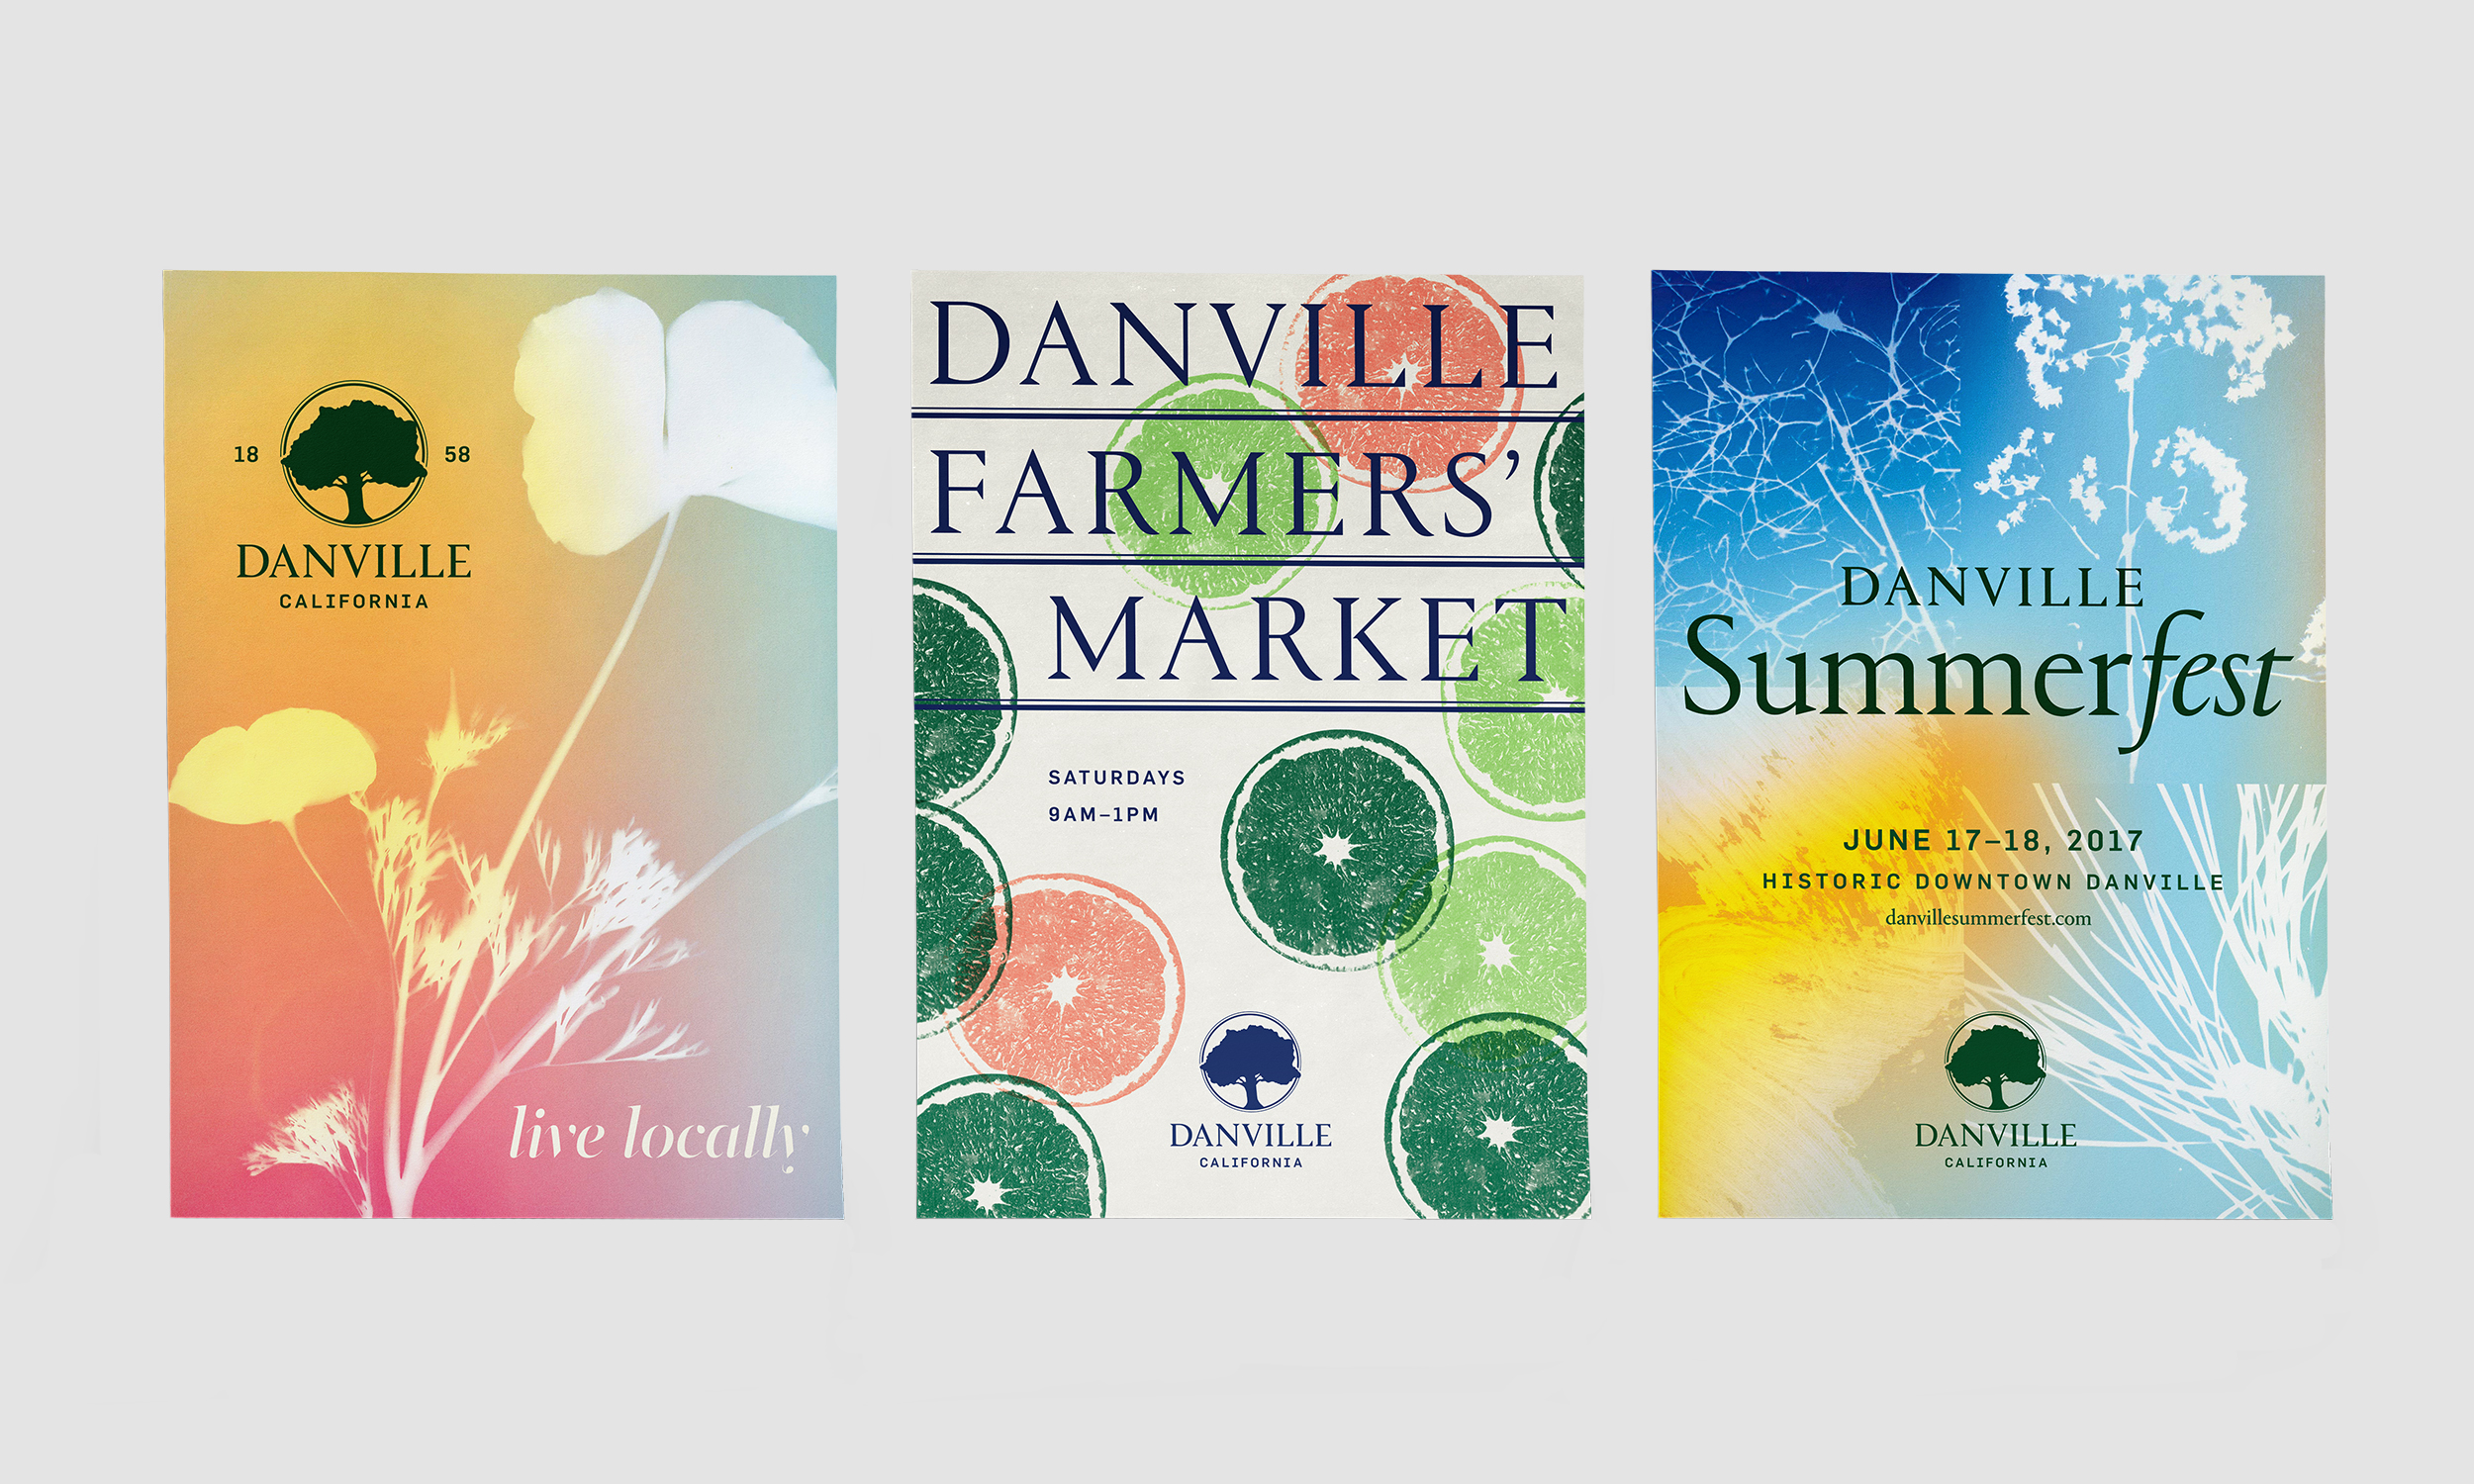 18 58
DANVILLE
CALIFORNIA
live locally
DANVILLE
FARMERS’
MARKET
SATURDAYS
9AM–1PM
DANVILLE
CALIFORNIA
DANVILLE
Summerfest
JUNE 17–18, 2017
HISTORIC DOWNTOWN DANVILLE
danvillesummerfest.com
DANVILLE
CALIFORNIA